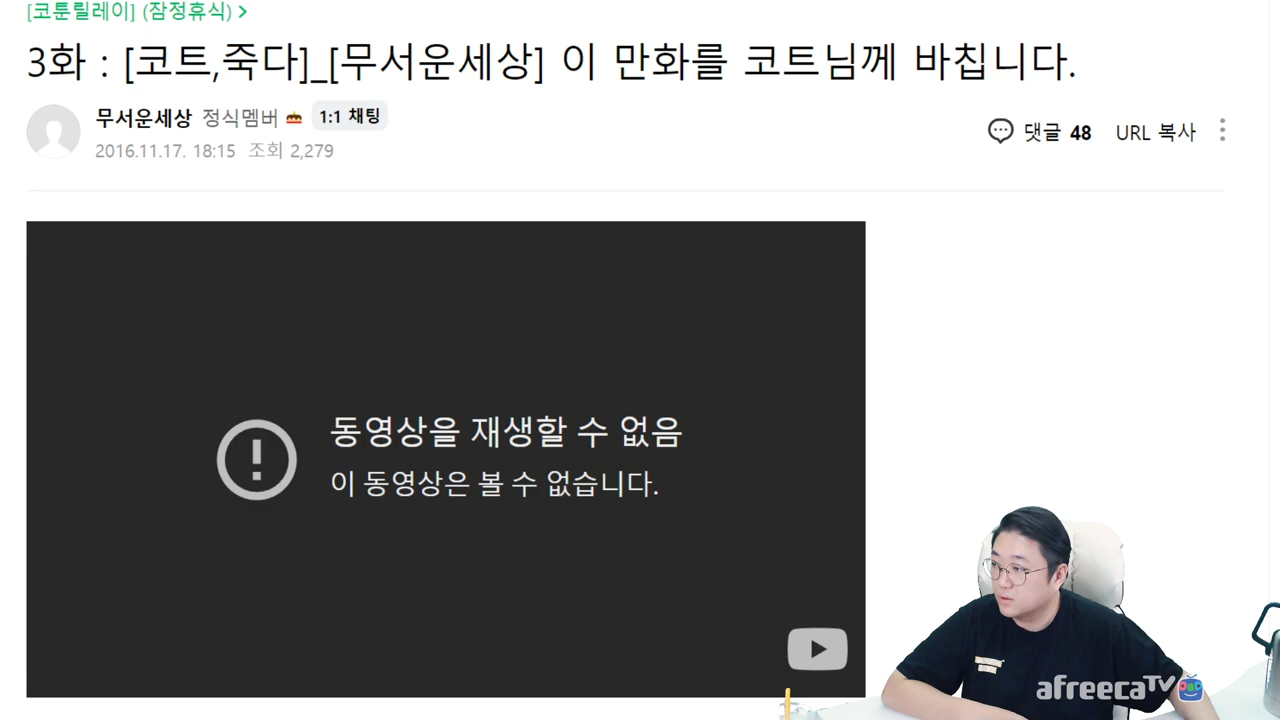 [코툰릴레이] (잠정휴식) >
3화 : [코트,죽다]_[무서운세상] 이 만화를 코트님께 바칩니다.
무서운세상 정식멤버 1:1 채팅
2016.11.17. 18:15 조회 2,279
댓글 48 URL 복사
동영상을 재생할 수 없음
이 동영상은 볼 수 없습니다.
afreecaTV